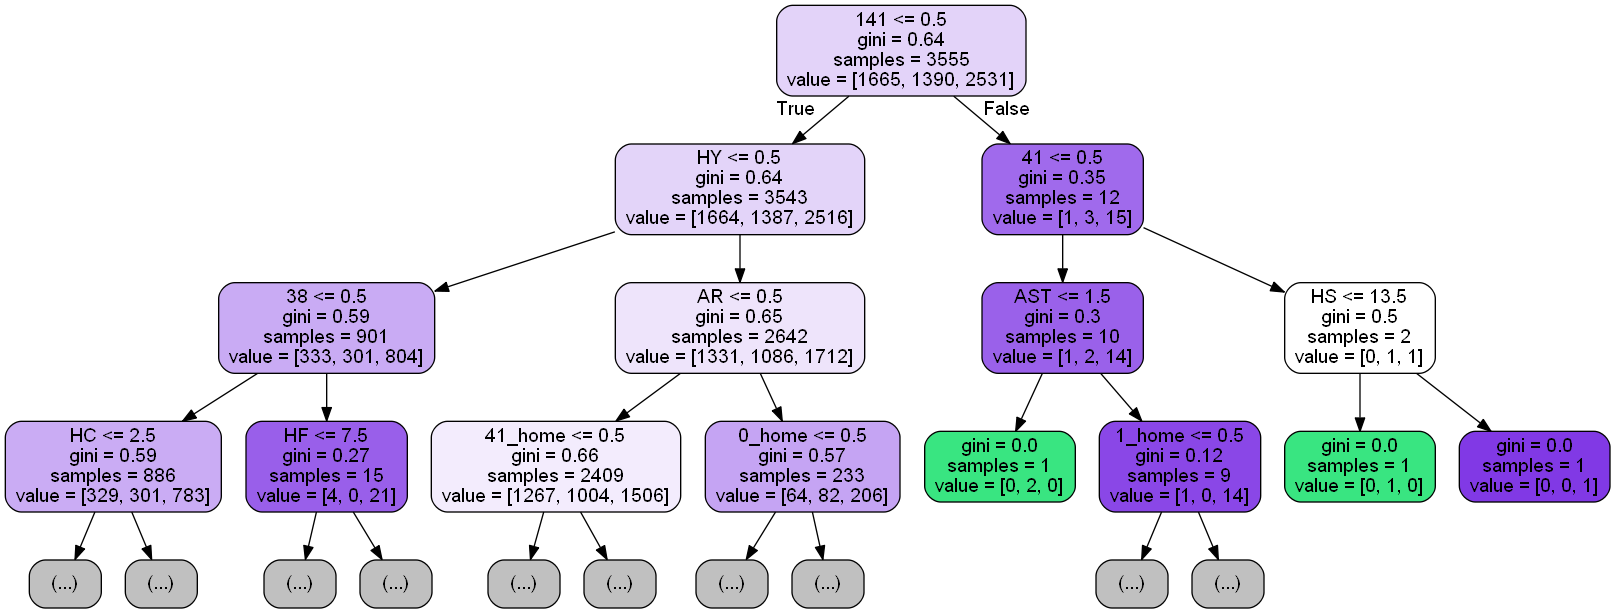 141 <= 0.5
gini = 0.64
samples = 3555
value = [1665, 1390, 2531]
True
False
HY <= 0.5
gini = 0.64
samples = 3543
value = [1664, 1387, 2516]
41 <= 0.5
gini = 0.35
samples = 12
value = [1, 3, 15]
38 <= 0.5
gini = 0.59
samples = 901
value = [333, 301, 804]
AR <= 0.5
gini = 0.65
samples = 2642
value = [1331, 1086, 1712]
AST <= 1.5
gini = 0.3
samples = 10
value = [1, 2, 14]
HS <= 13.5
gini = 0.5
samples = 2
value = [0, 1, 1]
HC <= 2.5
gini = 0.59
samples = 886
value = [329, 301, 783]
HF <= 7.5
gini = 0.27
samples = 15
value = [4, 0, 21]
41_home <= 0.5
gini = 0.66
samples = 2409
value = [1267, 1004, 1506]
0_home <= 0.5
gini = 0.57
samples = 233
value = [64, 82, 206]
gini = 0.0
samples = 1
value = [0, 2, 0]
1_home <= 0.5
gini = 0.12
samples = 9
value = [1, 0, 14]
gini = 0.0
samples = 1
value = [0, 1, 0]
gini = 0.0
samples = 1
value = [0, 0, 1]
(...)
(...)
(...)
(...)
(...)
(...)
(...)
(...)
(...)
(...)